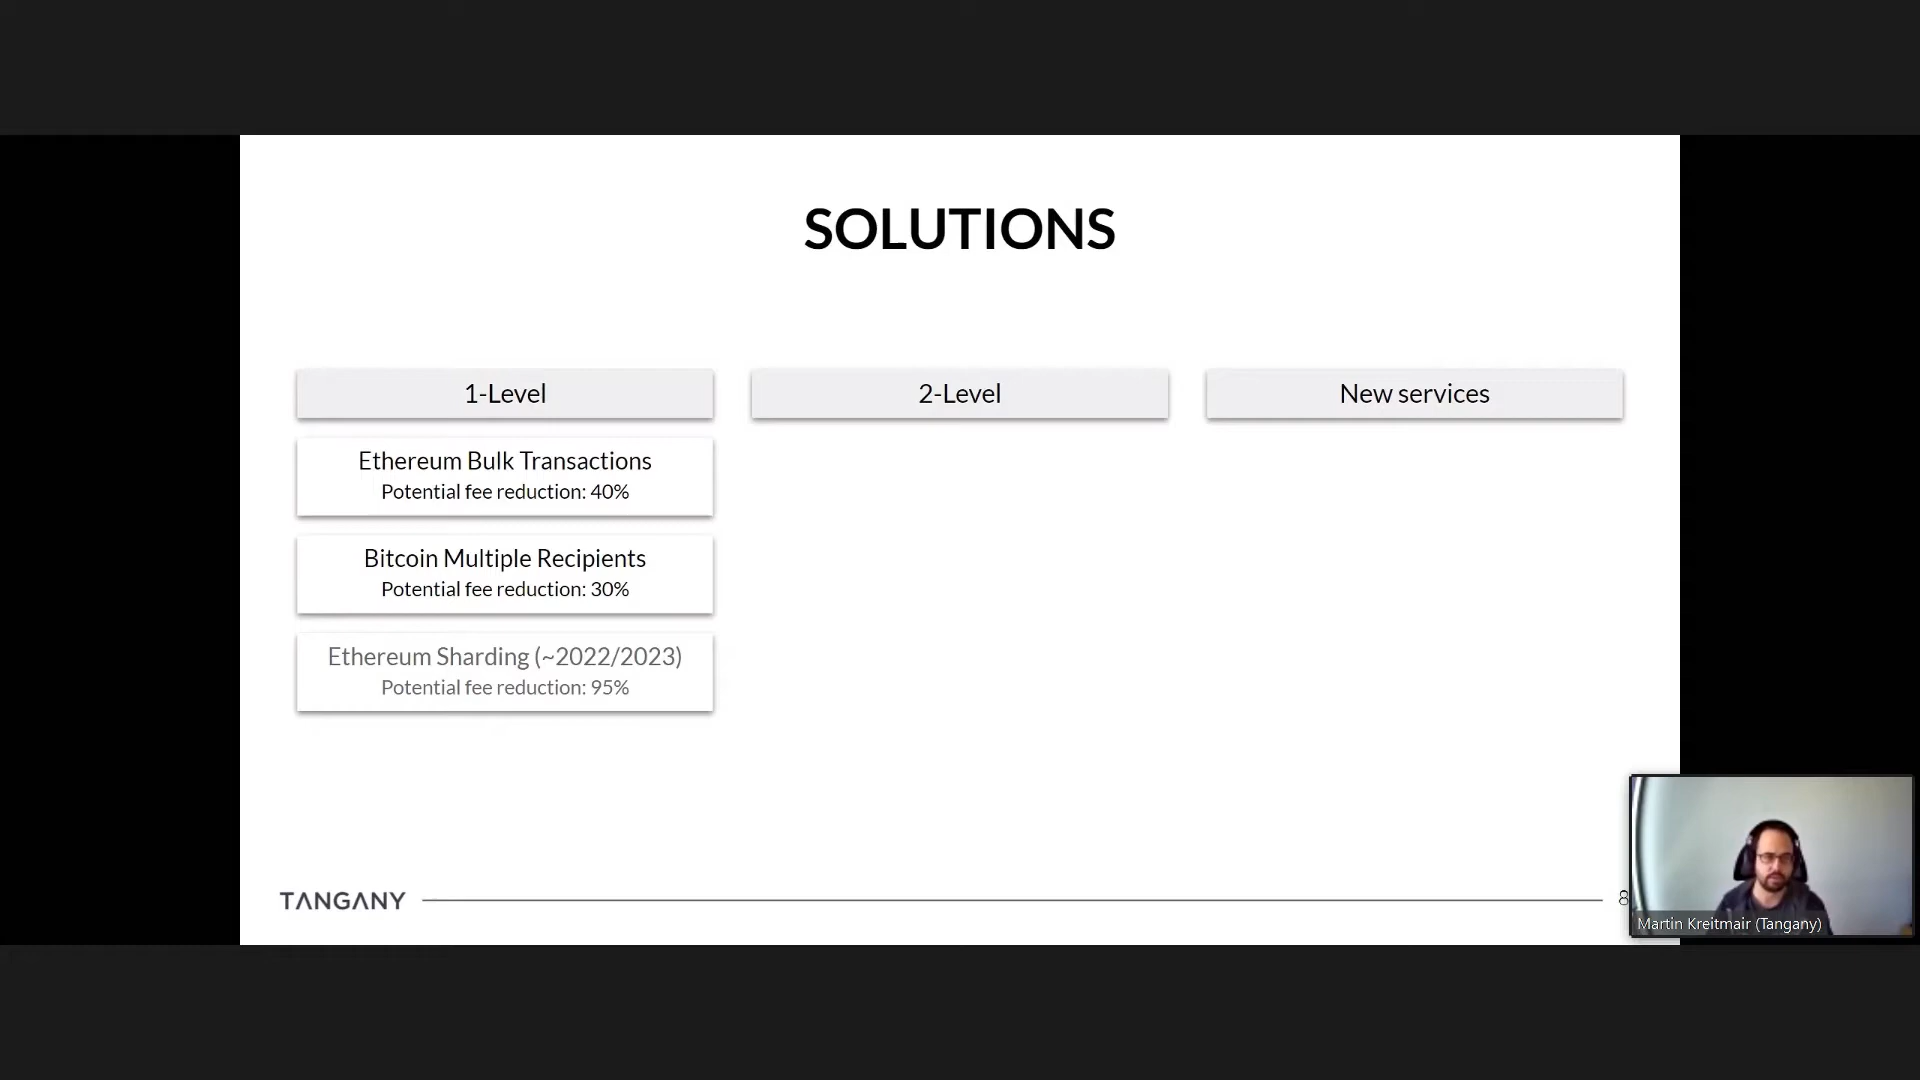 SOLUTIONS
1-Level
2-Level
New services
Ethereum Bulk Transactions
Potential fee reduction: 40%
Bitcoin Multiple Recipients
Potential fee reduction: 30%
Ethereum Sharding (~2022/2023)
Potential fee reduction: 95%
TANGANY
8
Martin Kreitmair (Tangany)